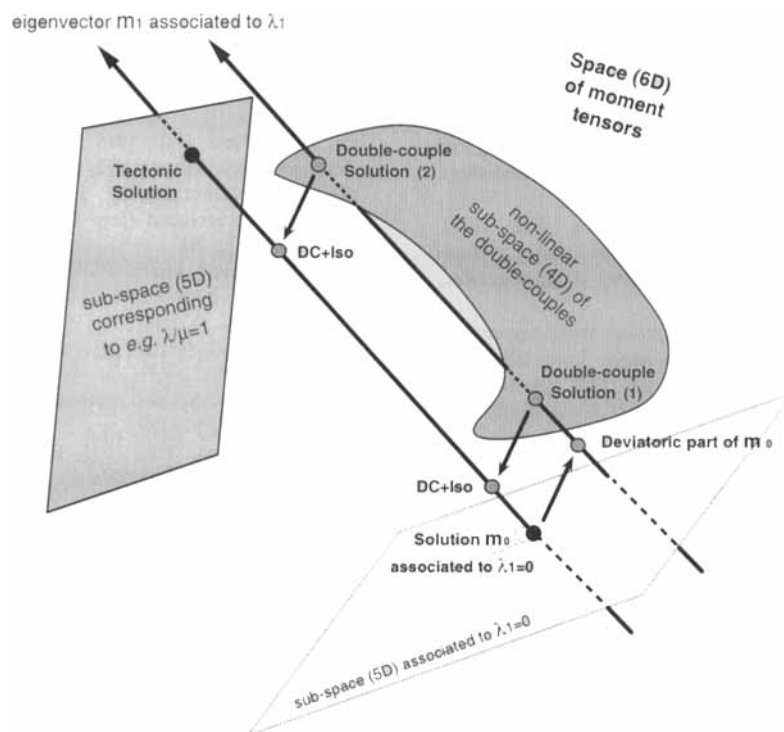 eigenvector m1 associated to λ1
Space (6D)
of moment
tensors
Tectonic
Solution
Double-couple
Solution (2)
non-linear
sub-space (4D) of
the double-couples
DC+Iso
sub-space (5D)
corresponding
to e.g. λ/μ=1
Double-couple
Solution (1)
Deviatoric part of m0
DC+Iso
Solution m0
associated to λ1=0
sub-space (5D) associated to λ1=0